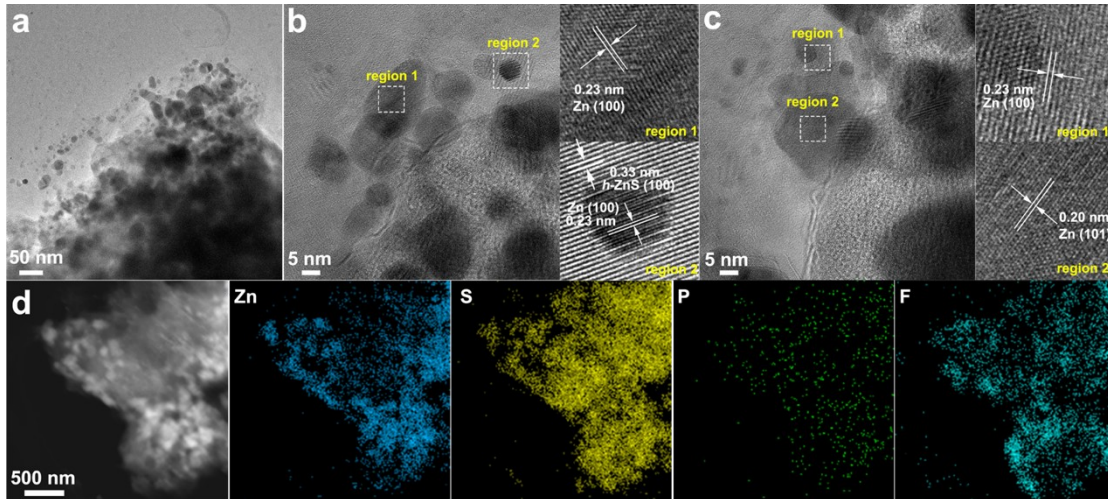 a
50 nm
b
region 1
region 2
5 nm
0.23 nm
Zn (100)
region 1
0.33 nm
h-ZnS (100)
Zn (100)
0.23 nm
region 2
c
region 1
region 2
5 nm
0.23 nm
Zn (100)
region 1
0.20 nm
Zn (101)
region 2
d
500 nm
Zn
S
P
F